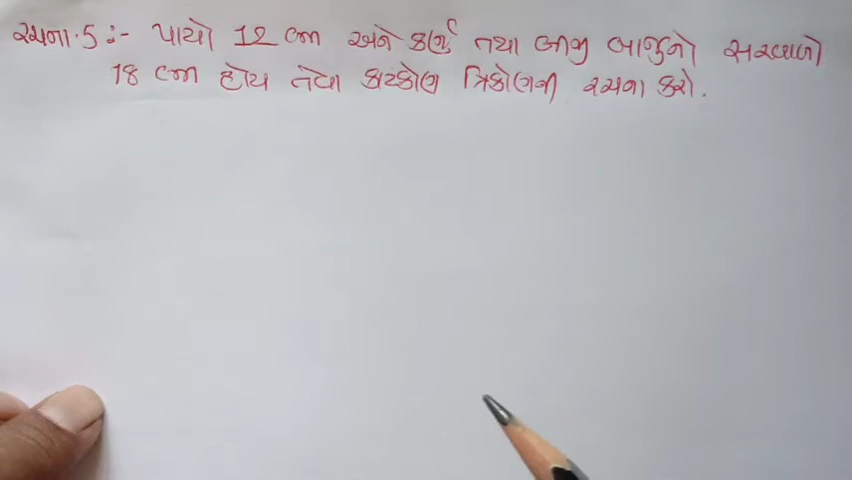 રચના.5 :- પાયો 12 cm અને કર્ણ તથા બીજી બાજુનો સરવાળો
18 cm હોય તેવા કાટકોણ ત્રિકોણની રચના કરો.